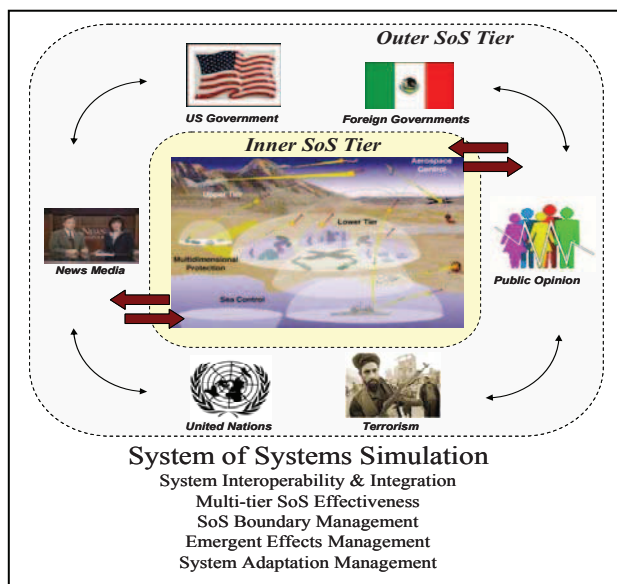 Outer SoS Tier
US Government
Foreign Governments
Inner SoS Tier
Aerospace
Control
Upper Tier
Lower Tier
Multidimensional
Protection
Sea Control
News Media
NEWS
Public Opinion
United Nations
Terrorism
System of Systems Simulation
System Interoperability & Integration
Multi-tier SoS Effectiveness
SoS Boundary Management
Emergent Effects Management
System Adaptation Management